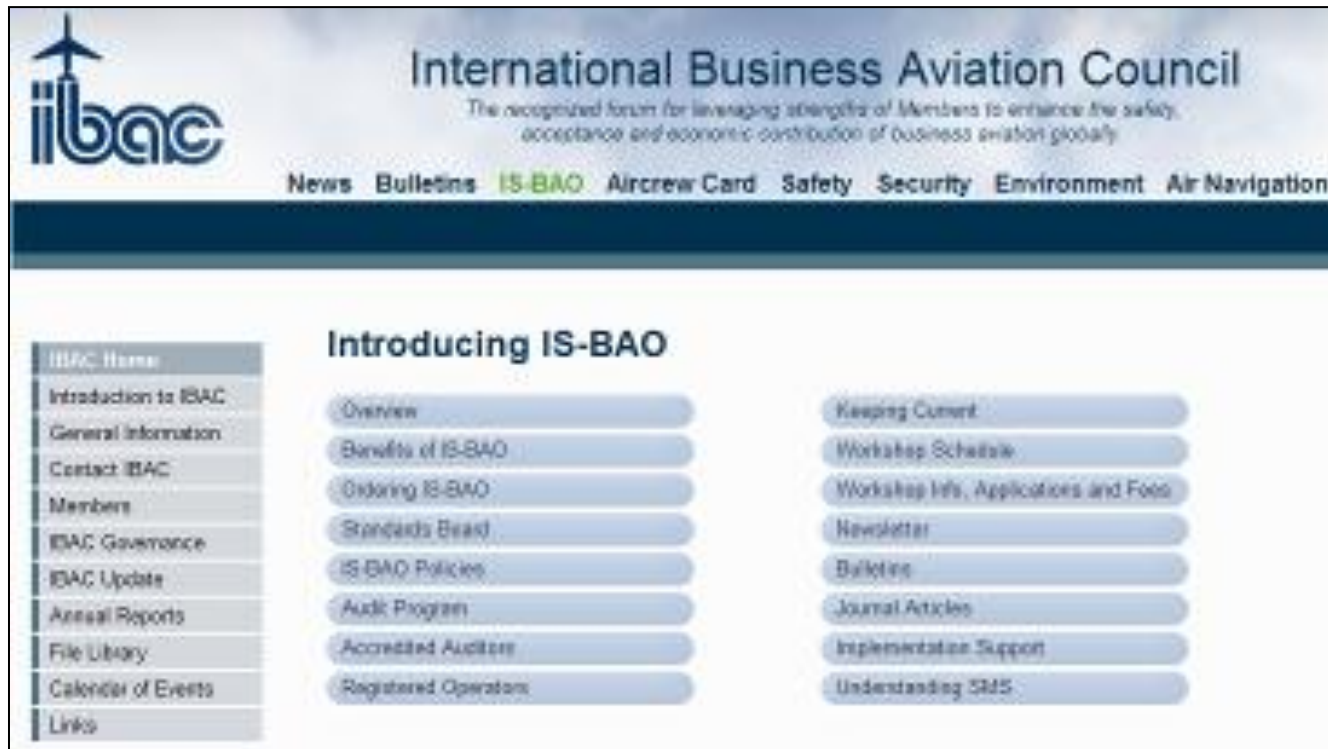 ibac
International Business Aviation Council
The recognized forum for leveraging strengths of Members to enhance the safety,
acceptance and economic contribution of business aviation globally.
News Bulletins IS-BAO Aircrew Card Safety Security Environment Air Navigation
Introducing IS-BAO
IBAC Home
Introduction to IBAC
General Information
Contact IBAC
Members
IBAC Governance
IBAC Update
Annual Reports
File Library
Calendar of Events
Links
Overview
Benefits of IS-BAO
Ordering IS-BAO
Standards Board
IS-BAO Policies
Audit Program
Accredited Auditors
Registered Operators
Keeping Current
Workshop Schedule
Workshop Info, Applications and Fees
Newsletter
Bulletins
Journal Articles
Implementation Support
Understanding SMS